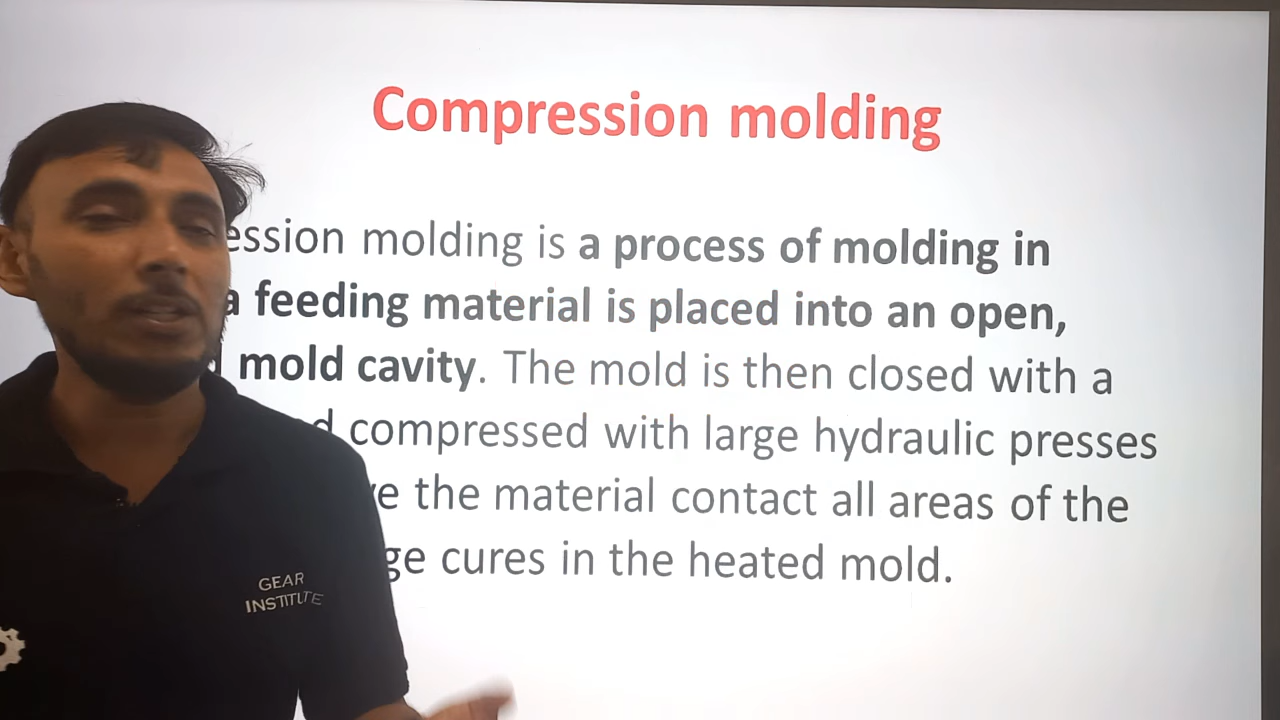 Compression molding
ession molding is a process of molding in
a feeding material is placed into an open,
mold cavity. The mold is then closed with a
d compressed with large hydraulic presses
ve the material contact all areas of the
ge cures in the heated mold.
GEAR
INSTITUTE